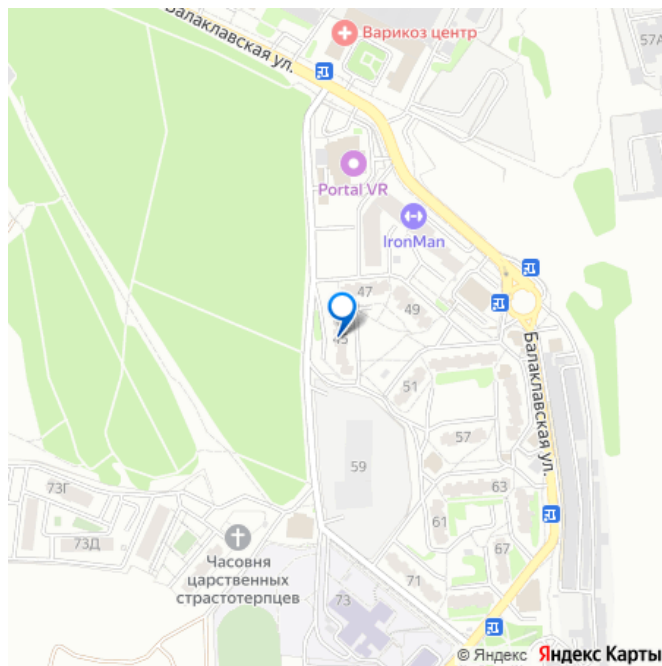 Варикоз центр
57А
Балаклавская ул.
Portal VR
IronMan
47
49
45
Балаклавская ул.
51
57
59
63
73Г
61
73Д
67
Часовня
царственных
страстотерпцев
71
73
© Яндекс Яндекс Карты